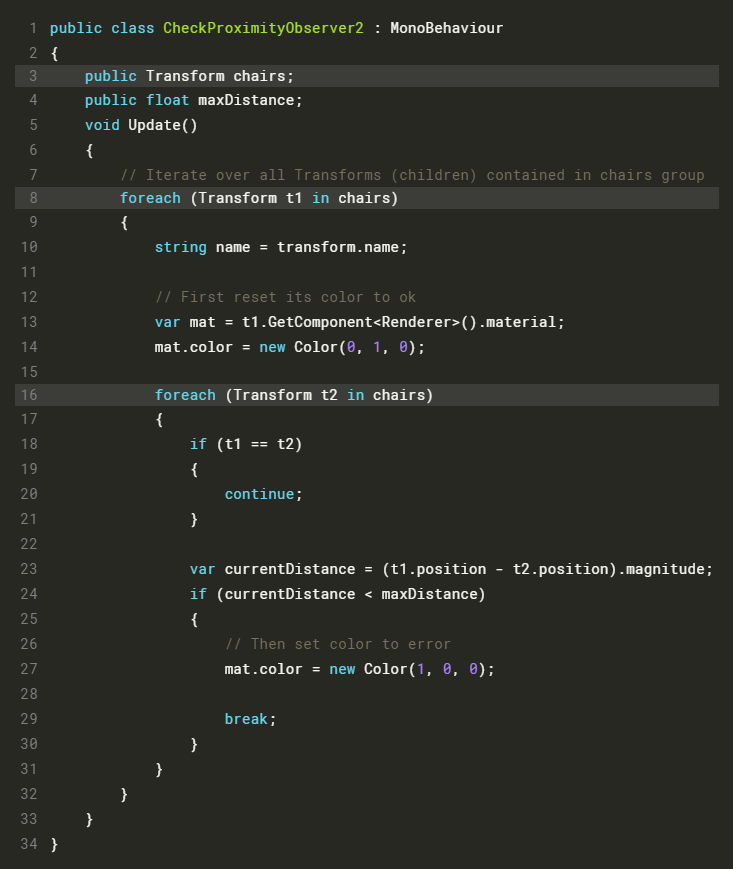 1 public class CheckProximityObserver2 : MonoBehaviour
2 {
3     public Transform chairs;
4     public float maxDistance;
5     void Update()
6     {
7         // Iterate over all Transforms (children) contained in chairs group
8         foreach (Transform t1 in chairs)
9         {
10             string name = transform.name;
11
12             // First reset its color to ok
13             var mat = t1.GetComponent<Renderer>().material;
14             mat.color = new Color(0, 1, 0);
15
16             foreach (Transform t2 in chairs)
17             {
18                 if (t1 == t2)
19                 {
20                     continue;
21                 }
22
23                 var currentDistance = (t1.position - t2.position).magnitude;
24                 if (currentDistance < maxDistance)
25                 {
26                     // Then set color to error
27                     mat.color = new Color(1, 0, 0);
28
29                     break;
30                 }
31             }
32         }
33     }
34 }